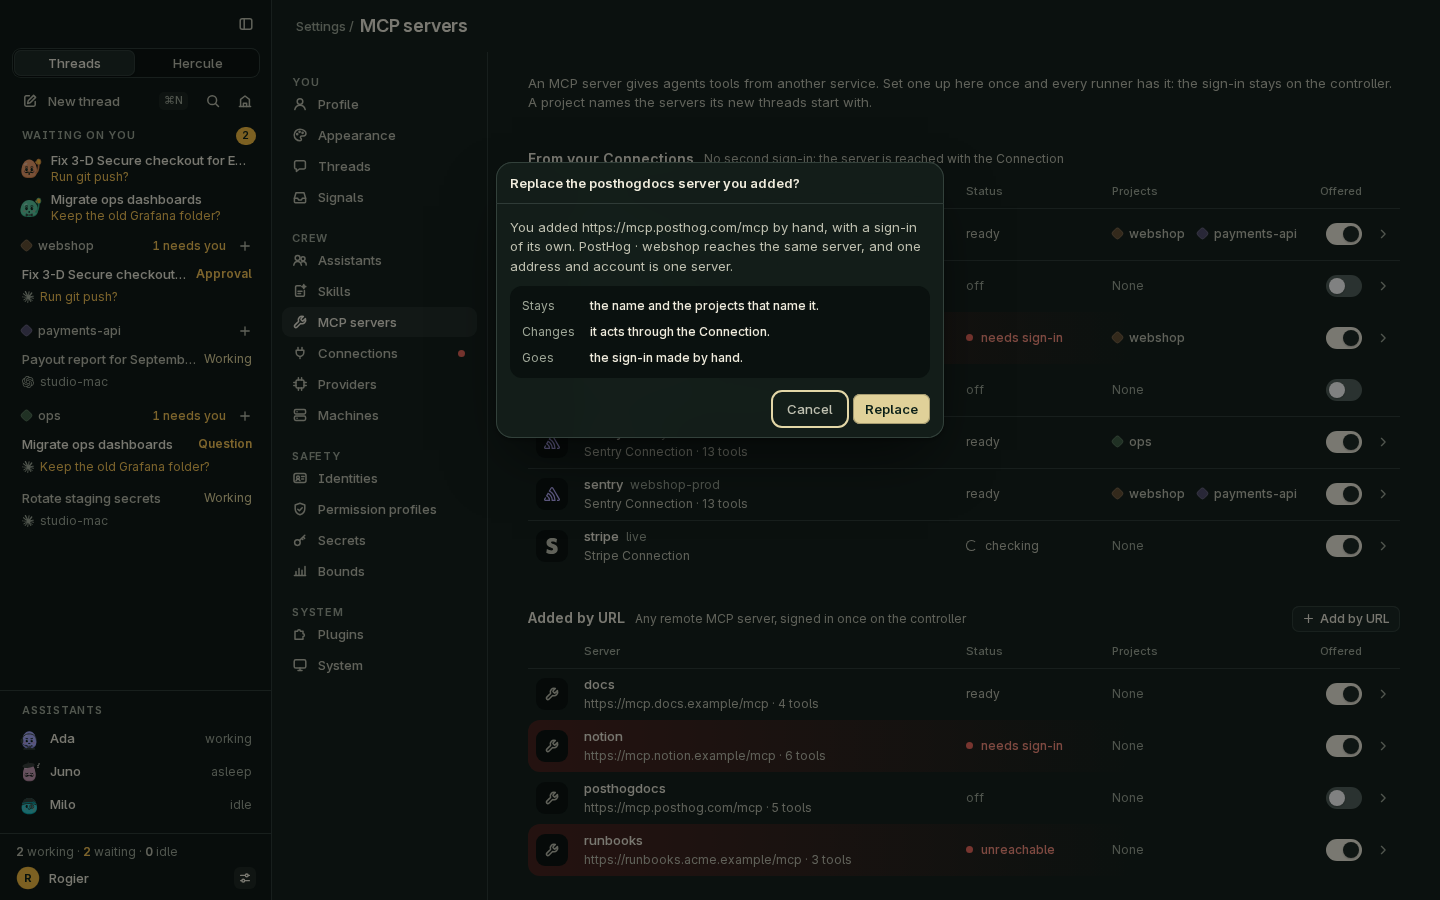 Settings / MCP servers
Threads
Hercule
New thread
⌘N
WAITING ON YOU
2
Fix 3-D Secure checkout for E…
Run git push?
Migrate ops dashboards
Keep the old Grafana folder?
webshop
1 needs you
Fix 3-D Secure checkout…
Approval
Run git push?
payments-api
Payout report for Septemb…
Working
studio-mac
ops
1 needs you
Migrate ops dashboards
Question
Keep the old Grafana folder?
Rotate staging secrets
Working
studio-mac
ASSISTANTS
Ada
working
Juno
asleep
Milo
idle
2 working · 2 waiting · 0 idle
R
Rogier
YOU
Profile
Appearance
Threads
Signals
CREW
Assistants
Skills
MCP servers
Connections
Providers
Machines
SAFETY
Identities
Permission profiles
Secrets
Bounds
SYSTEM
Plugins
System
An MCP server gives agents tools from another service. Set one up here once and every runner has it: the sign-in stays on the controller.
A project names the servers its new threads start with.
From your Connections No second sign-in: the server is reached with the Connection
Status
Projects
Offered
ready
webshop
payments-api
off
None
needs sign-in
webshop
off
None
Sentry Connection · 13 tools
ready
ops
sentry webshop-prod
Sentry Connection · 13 tools
ready
webshop
payments-api
stripe live
Stripe Connection
checking
None
Replace the posthogdocs server you added?
You added https://mcp.posthog.com/mcp by hand, with a sign-in
of its own. PostHog · webshop reaches the same server, and one
address and account is one server.
Stays the name and the projects that name it.
Changes it acts through the Connection.
Goes the sign-in made by hand.
Cancel
Replace
Added by URL Any remote MCP server, signed in once on the controller
Add by URL
Server
Status
Projects
Offered
docs
https://mcp.docs.example/mcp · 4 tools
ready
None
notion
https://mcp.notion.example/mcp · 6 tools
needs sign-in
None
posthogdocs
https://mcp.posthog.com/mcp · 5 tools
off
None
runbooks
https://runbooks.acme.example/mcp · 3 tools
unreachable
None